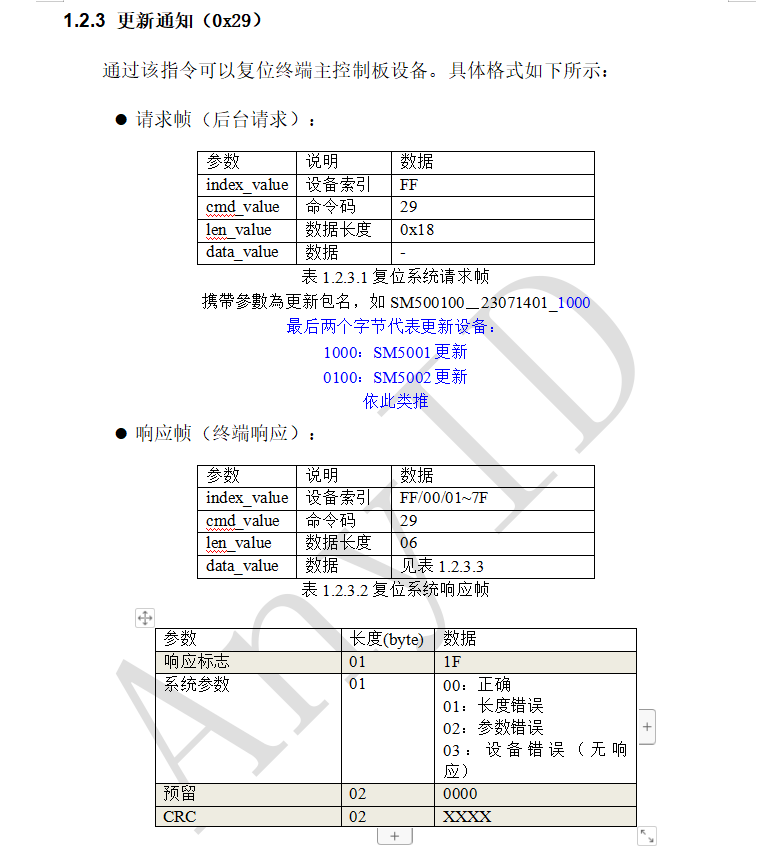 1.2.3 更新通知（0x29）
通过该指令可以复位终端主控制板设备。具体格式如下所示：
● 请求帧（后台请求）：
参数 说明 数据
index_value 设备索引 FF
cmd_value 命令码 29
len_value 数据长度 0x18
data_value 数据 -
表 1.2.3.1 复位系统请求帧
携帶參數為更新包名，如 SM500100__23071401_1000
最后两个字节代表更新设备：
1000：SM5001 更新
0100：SM5002 更新
依此类推
● 响应帧（终端响应）：
参数 说明 数据
index_value 设备索引 FF/00/01~7F
cmd_value 命令码 29
len_value 数据长度 06
data_value 数据 见表 1.2.3.3
表 1.2.3.2 复位系统响应帧
参数 长度(byte) 数据
响应标志 01 1F
系统参数 01 00：正确
01：长度错误
02：参数错误
03：设备错误（无响
应）
预留 02 0000
CRC 02 XXXX
AnyID